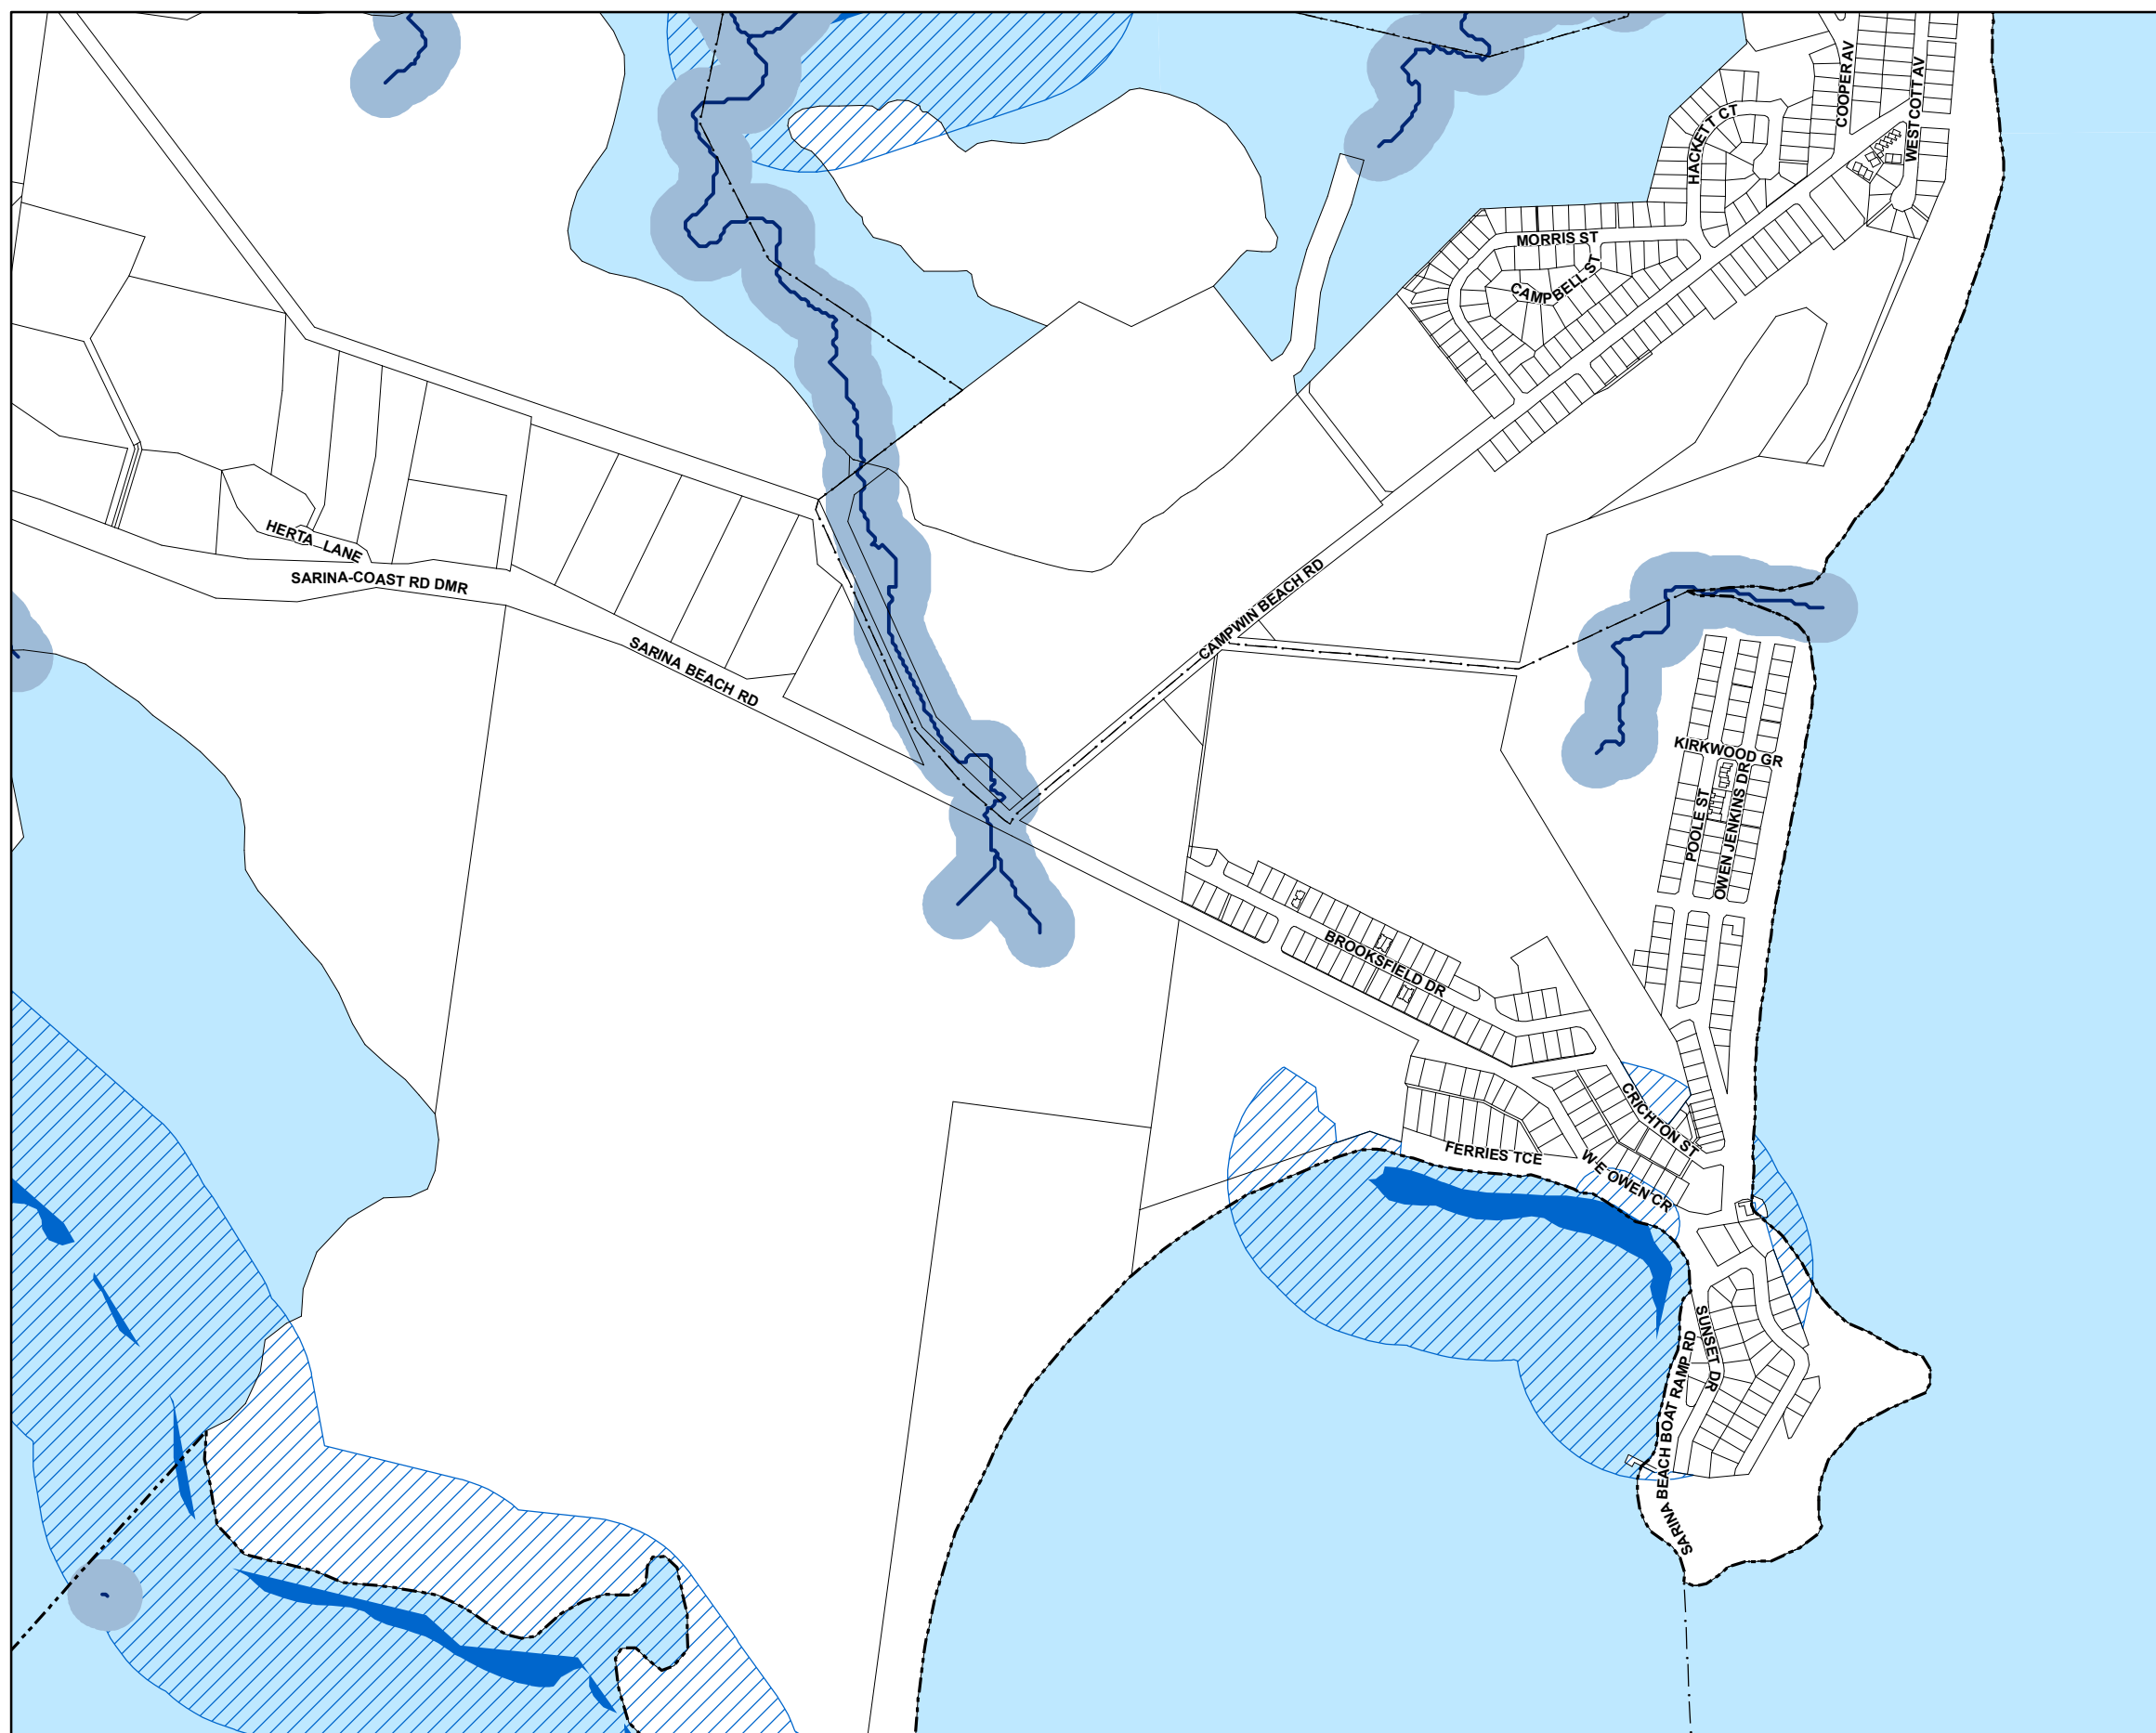 COOPER AV
WESTCOTT AV
HACKETT CT
MORRIS ST
CAMPBELL ST
HERTA LANE
SARINA-COAST RD DMR
CAMPWIN BEACH RD
SARINA BEACH RD
KIRKWOOD GR
POOLE ST
OWEN JENKINS DR
BROOKSFIELD DR
CRICHTON ST
FERRIES TCE
W E OWEN CR
SUNSET DR
SARINA BEACH BOAT RAMP RD